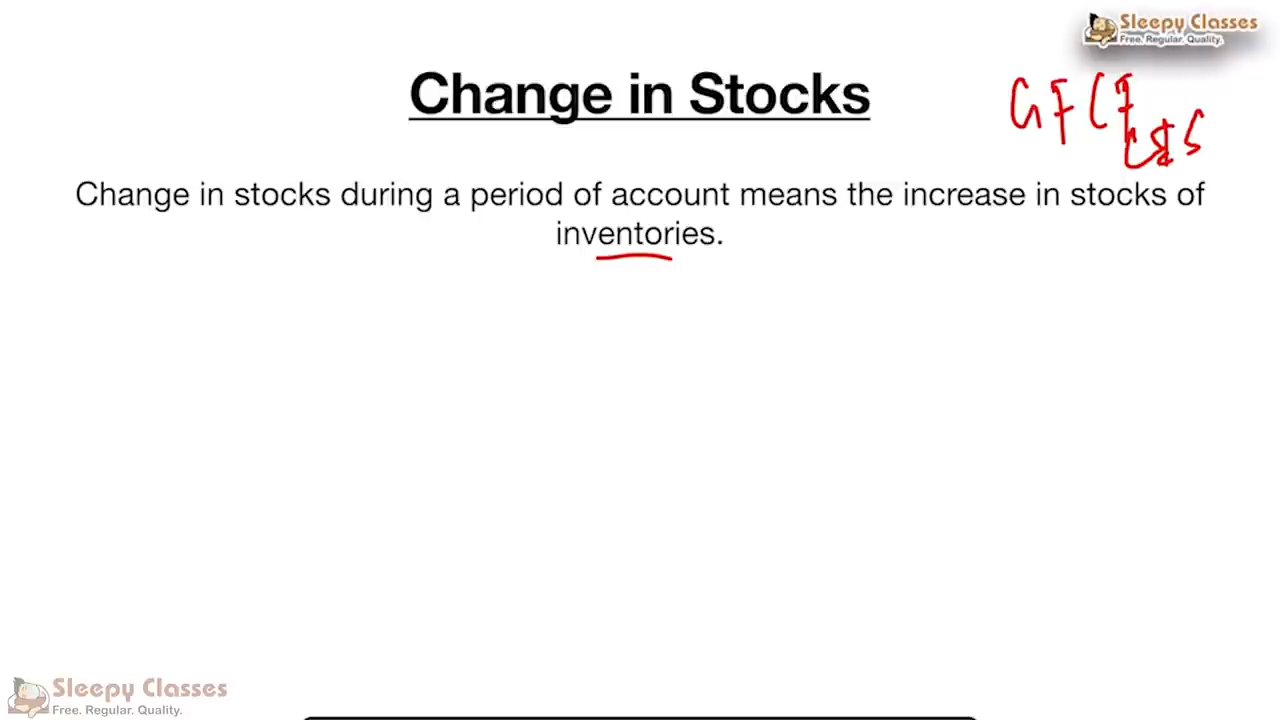 Sleepy Classes
Free. Regular. Quality.
Change in Stocks
GFCF
Change in stocks during a period of account means the increase in stocks of
inventories.
Sleepy Classes
Free. Regular. Quality.